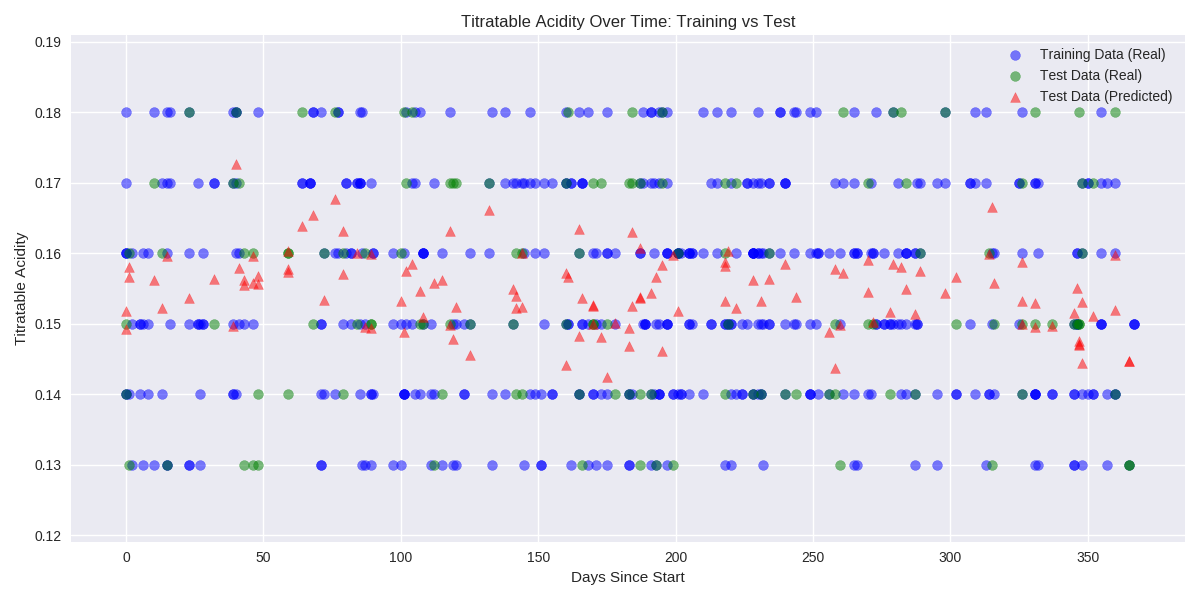 Titratable Acidity Over Time: Training vs Test
Training Data (Real)
Test Data (Real)
Test Data (Predicted)
Titratable Acidity
0.19
0.18
0.17
0.16
0.15
0.14
0.13
0.12
0 50 100 150 200 250 300 350
Days Since Start